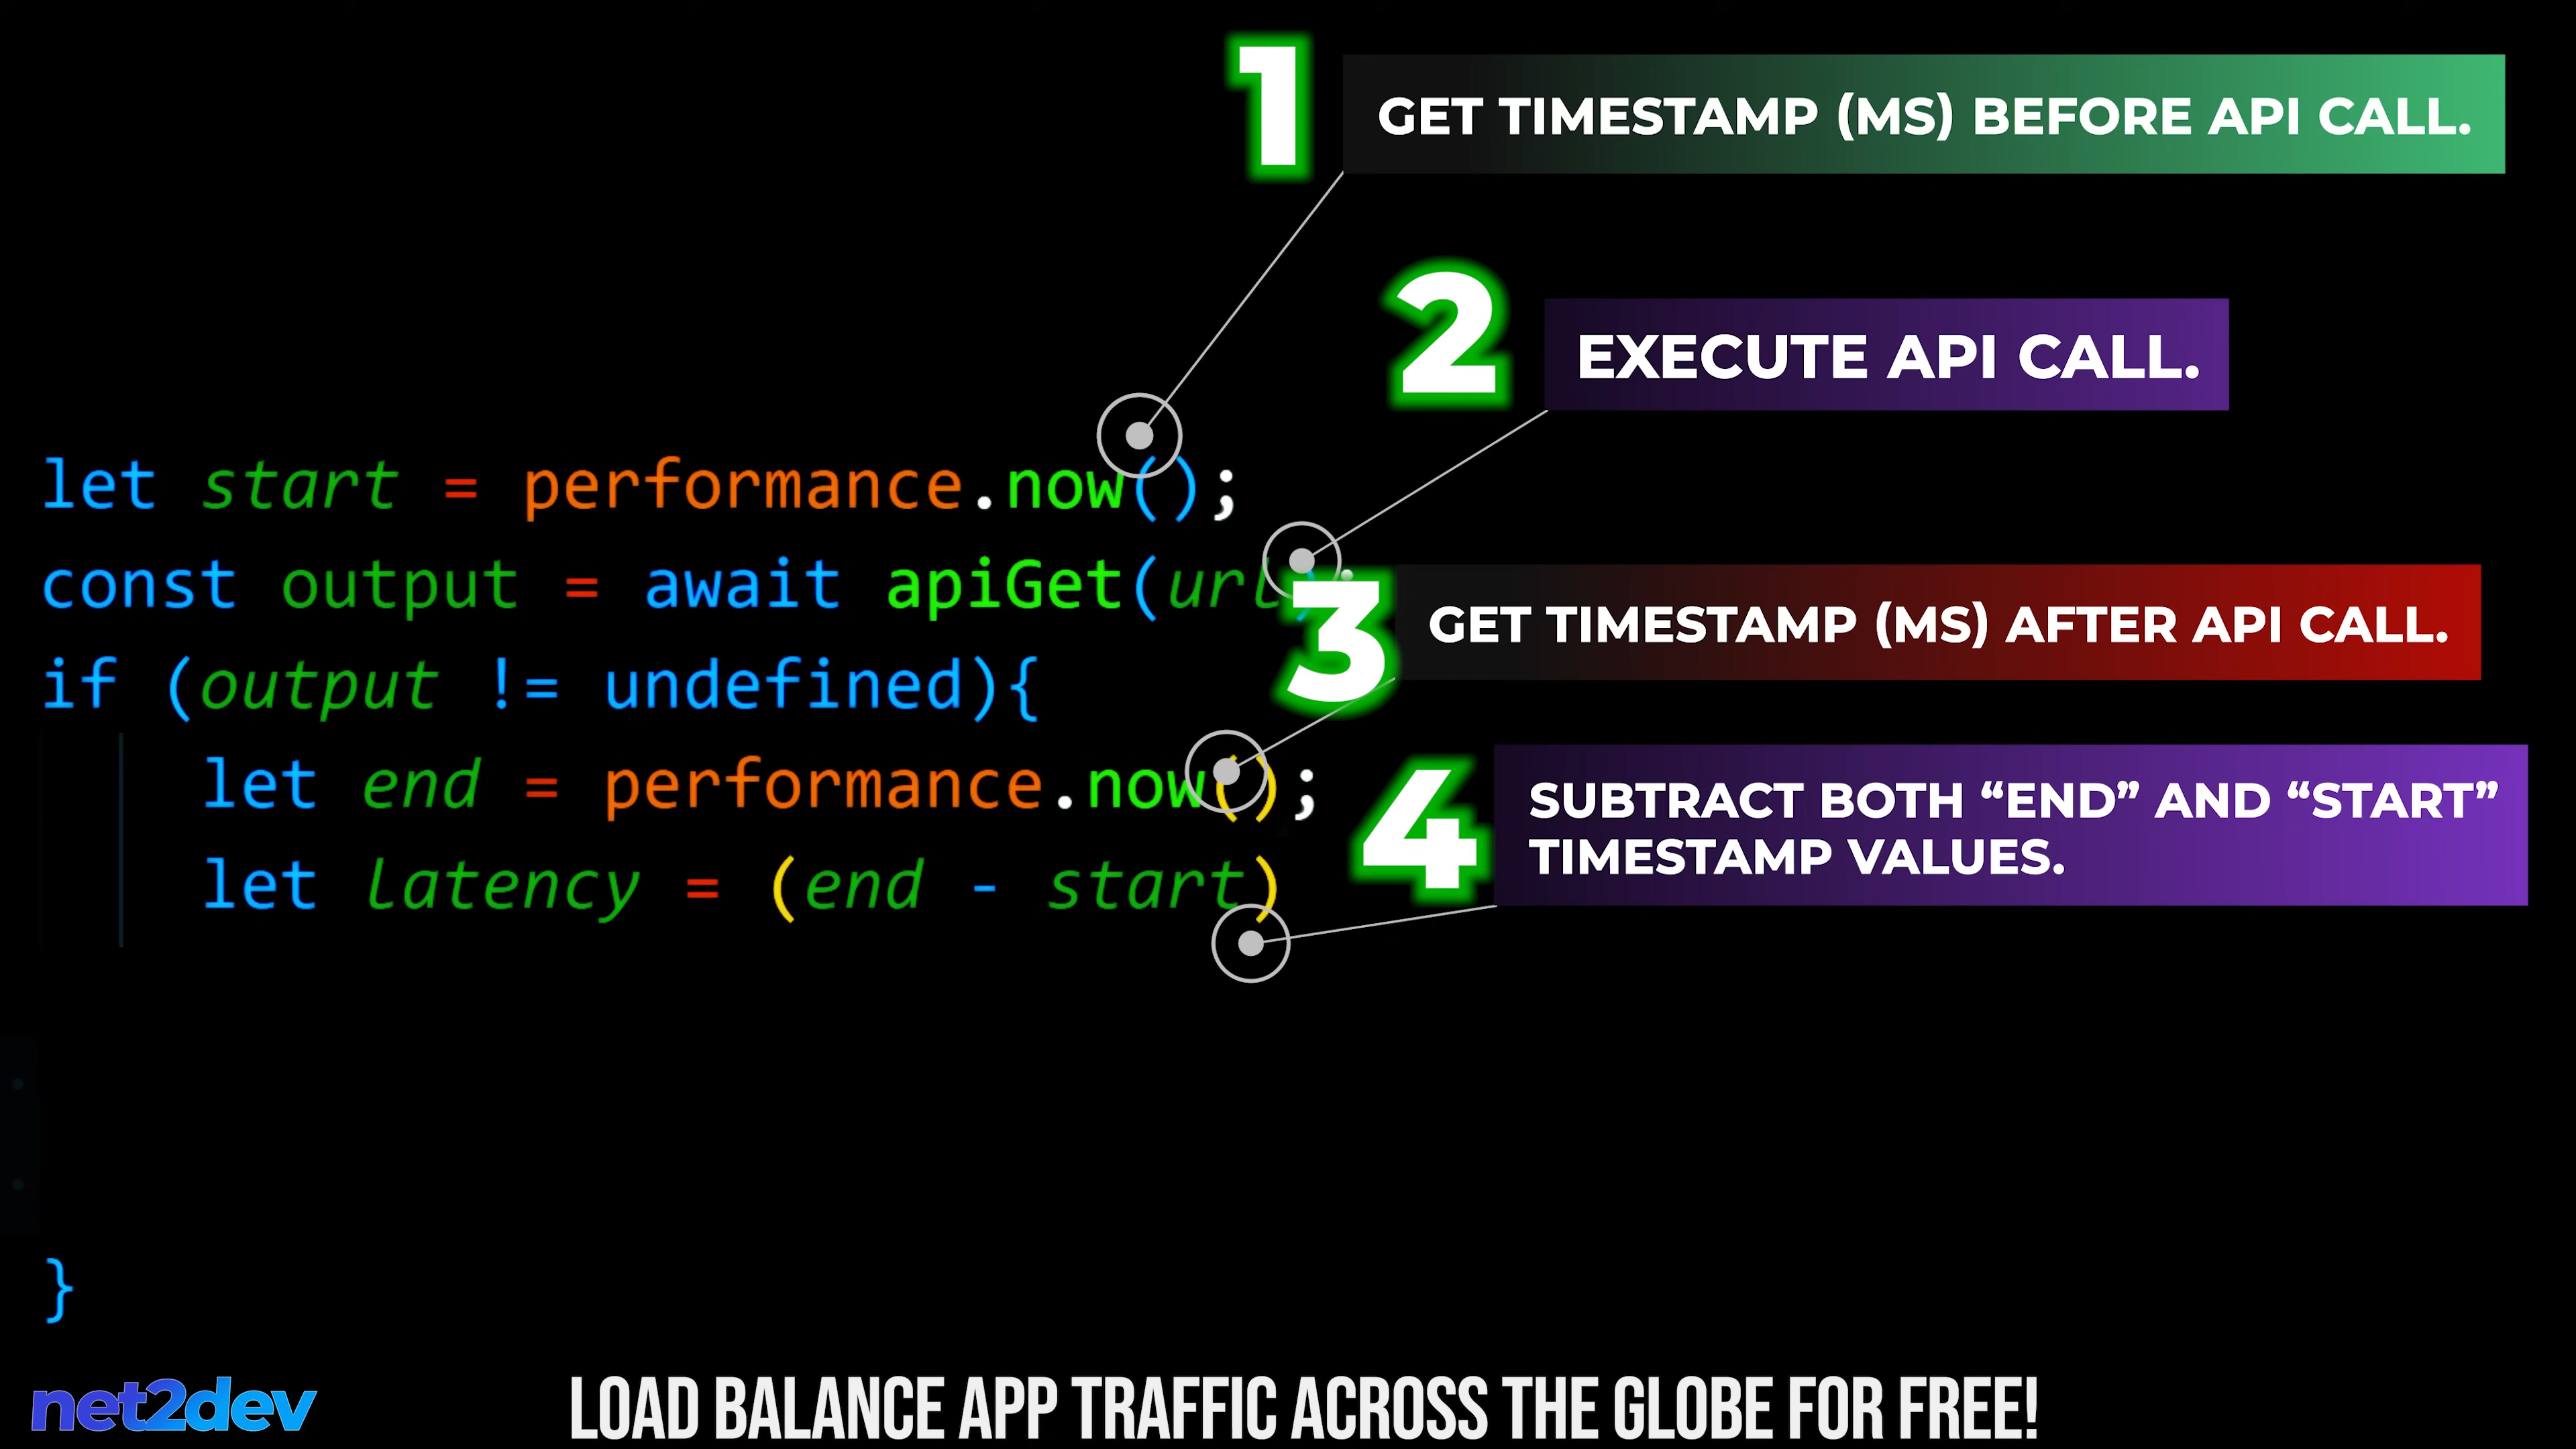 1
GET TIMESTAMP (MS) BEFORE API CALL.
2
EXECUTE API CALL.
let start = performance.now();
const output = await apiGet(url);
3
GET TIMESTAMP (MS) AFTER API CALL.
if (output != undefined){
let end = performance.now();
4
SUBTRACT BOTH “END” AND “START”
TIMESTAMP VALUES.
let latency = (end - start)
}
net2dev
LOAD BALANCE APP TRAFFIC ACROSS THE GLOBE FOR FREE!